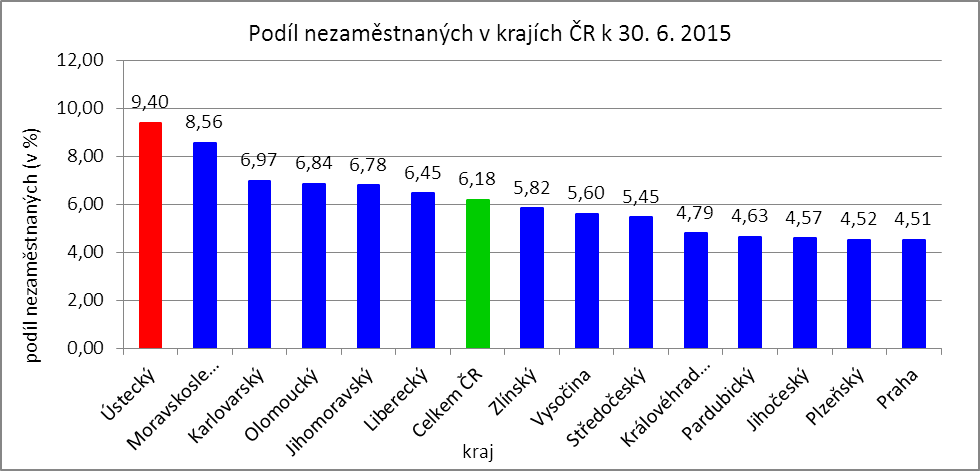 Podíl nezaměstnaných v krajích ČR k 30. 6. 2015
podíl nezaměstnaných (v %)
12,00
10,00
8,00
6,00
4,00
2,00
0,00
9,40
8,56
6,97
6,84
6,78
6,45
6,18
5,82
5,60
5,45
4,79
4,63
4,57
4,52
4,51
Ústecký
Moravskosle...
Karlovarský
Olomoucký
Jihomoravský
Liberecký
Celkem ČR
Zlínský
Vysočina
Středočeský
Královéhrad...
Pardubický
Jihočeský
Plzeňský
Praha
kraj